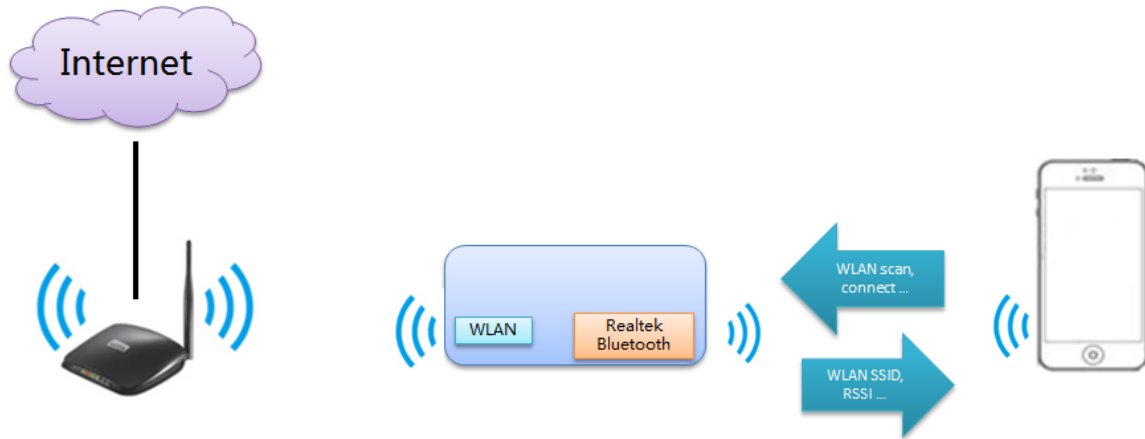 Internet
WLAN scan,
connect ...
WLAN
Realtek
Bluetooth
WLAN SSID,
RSSI ...